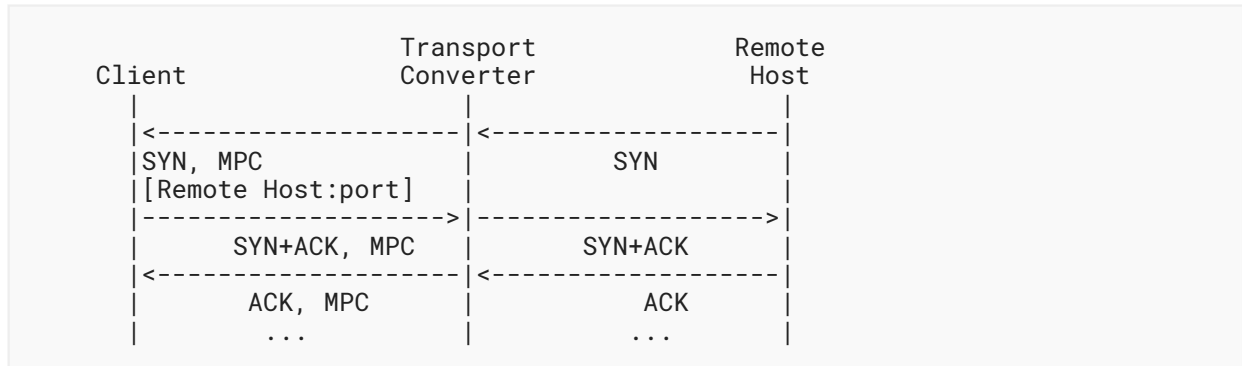 Transport           Remote
Client           Converter            Host
  |                     |                    |
  |<--------------------|<-------------------|
  |SYN, MPC             |        SYN         |
  |[Remote Host:port]   |                    |
  |-------------------->|------------------->|
  |      SYN+ACK, MPC   |      SYN+ACK       |
  |<--------------------|<-------------------|
  |       ACK, MPC      |          ACK       |
  |        ...          |         ...        |